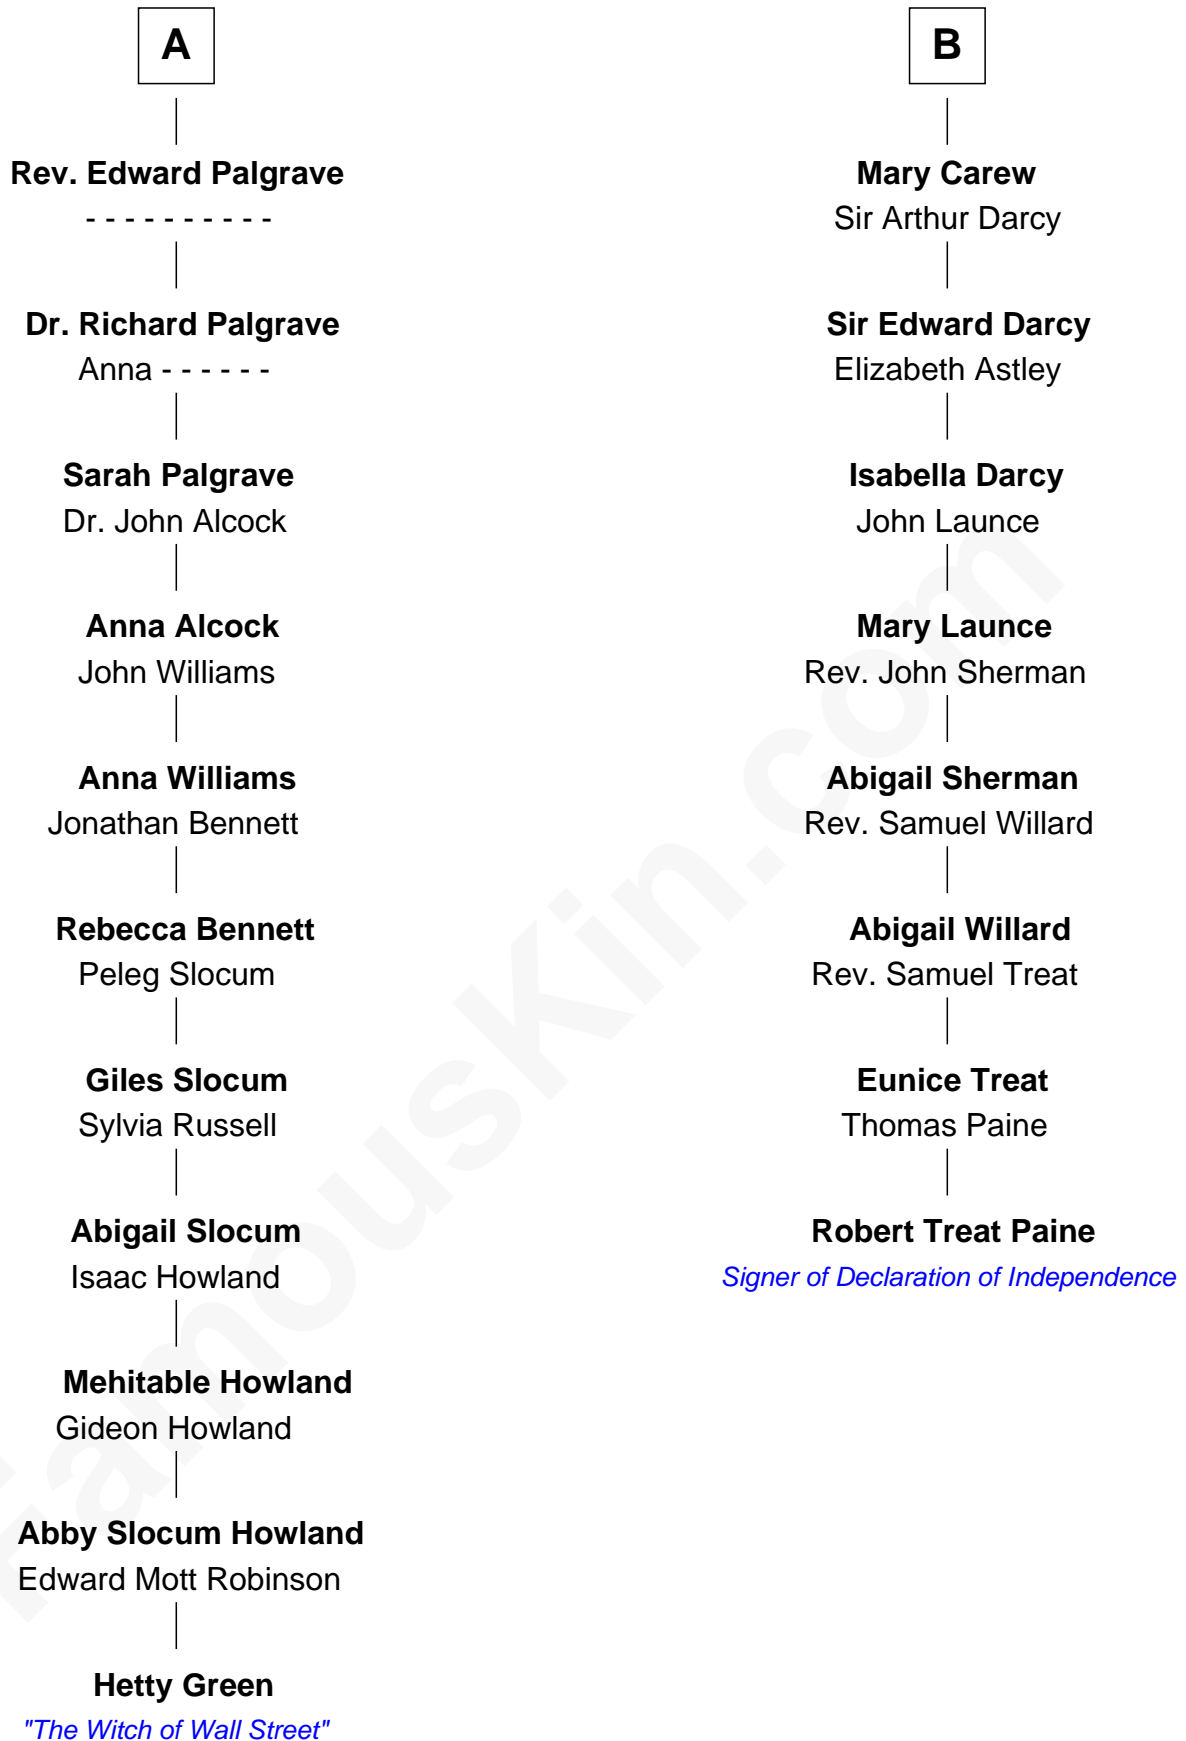 A
Rev. Edward Palgrave
- - - - - - - - - -
Dr. Richard Palgrave
Anna - - - - - -
Sarah Palgrave
Dr. John Alcock
Anna Alcock
John Williams
Anna Williams
Jonathan Bennett
Rebecca Bennett
Peleg Slocum
Giles Slocum
Sylvia Russell
Abigail Slocum
Isaac Howland
Mehitable Howland
Gideon Howland
Abby Slocum Howland
Edward Mott Robinson
Hetty Green
"The Witch of Wall Street"
B
Mary Carew
Sir Arthur Darcy
Sir Edward Darcy
Elizabeth Astley
Isabella Darcy
John Launce
Mary Launce
Rev. John Sherman
Abigail Sherman
Rev. Samuel Willard
Abigail Willard
Rev. Samuel Treat
Eunice Treat
Thomas Paine
Robert Treat Paine
Signer of Declaration of Independence
FamousKin.com